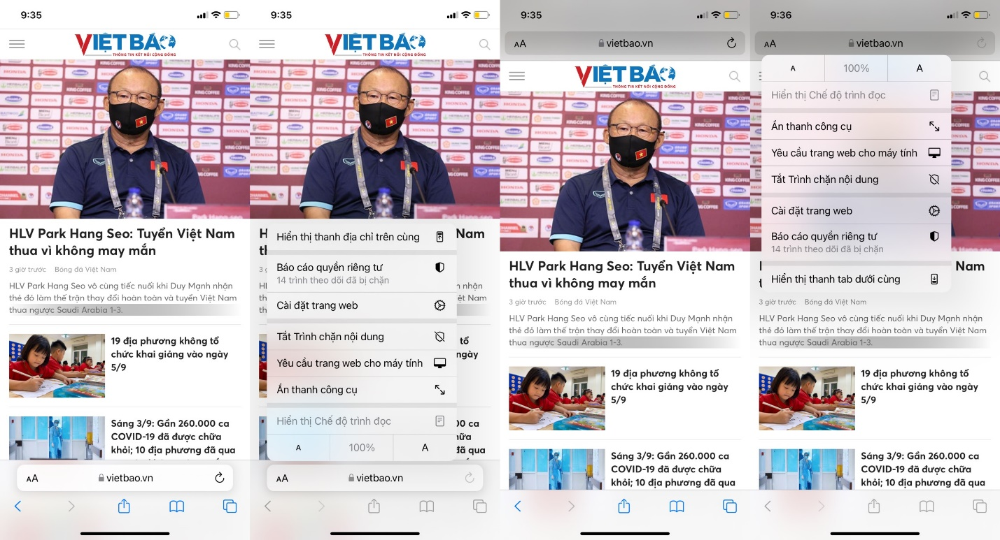 9:35
VIỆT BÁO
THÔNG TIN KẾT NỐI CỘNG ĐỒNG
KING COFFEE
HLV Park Hang Seo: Tuyển Việt Nam
thua vì không may mắn
3 giờ trước Bóng đá Việt Nam
HLV Park Hang Seo vô cùng tiếc nuối khi Duy Mạnh nhận
thẻ đỏ làm thế trận thay đổi hoàn toàn và tuyển Việt Nam
thua ngược Saudi Arabia 1-3.
19 địa phương không tổ
chức khai giảng vào ngày
5/9
Sáng 3/9: Gần 260.000 ca
COVID-19 đã được chữa
khỏi; 10 địa phương đã qua
AA vietbao.vn
9:35
VIỆT BÁO
THÔNG TIN KẾT NỐI CỘNG ĐỒNG
KING COFFEE
Nam
Hiển thị thanh địa chỉ trên cùng
Báo cáo quyền riêng tư
14 trình theo dõi đã bị chặn
Cài đặt trang web
Tắt Trình chặn nội dung
Yêu cầu trang web cho máy tính
Ẩn thanh công cụ
Hiển thị Chế độ trình đọc
A 100% A
AA vietbao.vn
9:35
AA vietbao.vn
VIỆT BÁO
THÔNG TIN KẾT NỐI CỘNG ĐỒNG
KING COFFEE
HLV Park Hang Seo: Tuyển Việt Nam
thua vì không may mắn
3 giờ trước Bóng đá Việt Nam
HLV Park Hang Seo vô cùng tiếc nuối khi Duy Mạnh nhận
thẻ đỏ làm thế trận thay đổi hoàn toàn và tuyển Việt Nam
thua ngược Saudi Arabia 1-3.
19 địa phương không tổ
chức khai giảng vào ngày
5/9
Sáng 3/9: Gần 260.000 ca
COVID-19 đã được chữa
khỏi; 10 địa phương đã qua
9:36
AA vietbao.vn
A 100% A
Hiển thị Chế độ trình đọc
Ẩn thanh công cụ
Yêu cầu trang web cho máy tính
Tắt Trình chặn nội dung
Cài đặt trang web
Báo cáo quyền riêng tư
14 trình theo dõi đã bị chặn
Hiển thị thanh tab dưới cùng
Nam
3 giờ trước Bóng đá Việt Nam
HLV Park Hang Seo vô cùng tiếc nuối khi Duy Mạnh nhận
thẻ đỏ làm thế trận thay đổi hoàn toàn và tuyển Việt Nam
thua ngược Saudi Arabia 1-3.
19 địa phương không tổ
chức khai giảng vào ngày
5/9
Sáng 3/9: Gần 260.000 ca
COVID-19 đã được chữa
khỏi; 10 địa phương đã qua